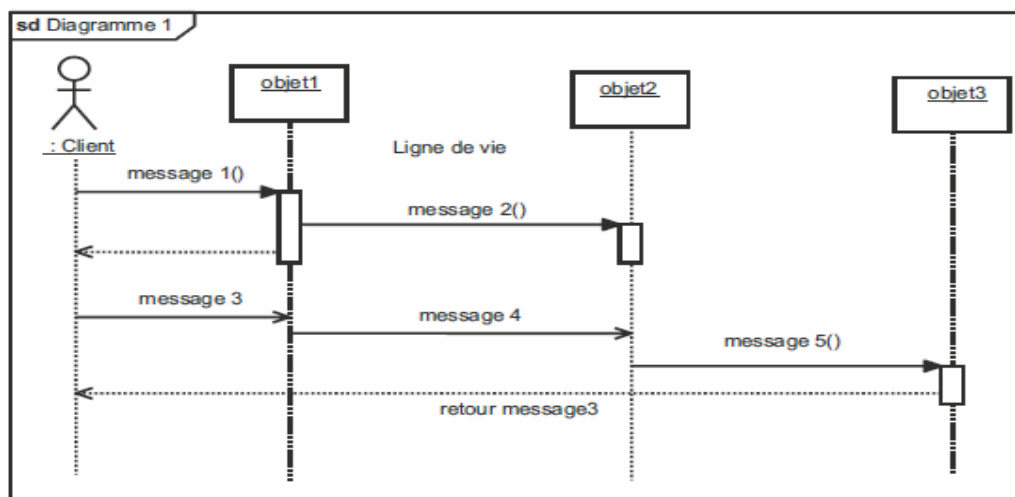 sd Diagramme 1
objet1
objet2
objet3
: Client
Ligne de vie
message 1()
message 2()
message 3
message 4
message 5()
retour message3